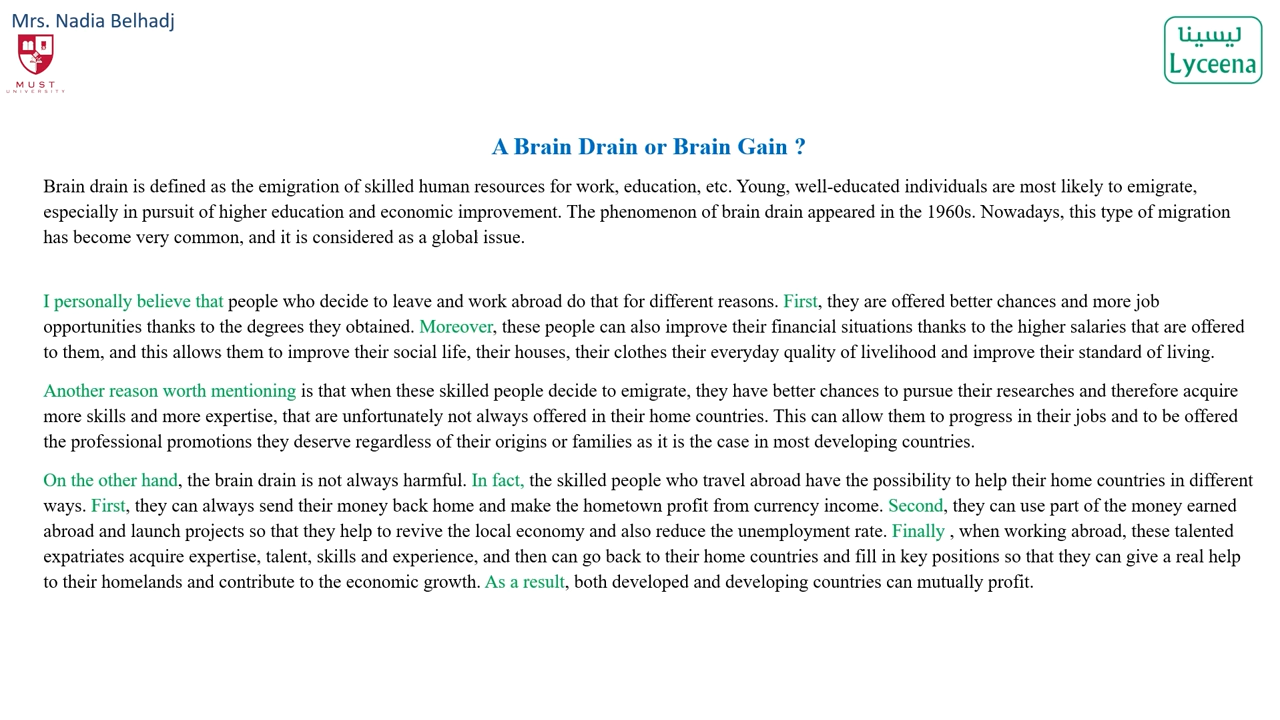 Mrs. Nadia Belhadj
MUST
UNIVERSITY
ليسينا
Lyceena
A Brain Drain or Brain Gain ?
Brain drain is defined as the emigration of skilled human resources for work, education, etc. Young, well-educated individuals are most likely to emigrate,
especially in pursuit of higher education and economic improvement. The phenomenon of brain drain appeared in the 1960s. Nowadays, this type of migration
has become very common, and it is considered as a global issue.
I personally believe that people who decide to leave and work abroad do that for different reasons. First, they are offered better chances and more job
opportunities thanks to the degrees they obtained. Moreover, these people can also improve their financial situations thanks to the higher salaries that are offered
to them, and this allows them to improve their social life, their houses, their clothes their everyday quality of livelihood and improve their standard of living.
Another reason worth mentioning is that when these skilled people decide to emigrate, they have better chances to pursue their researches and therefore acquire
more skills and more expertise, that are unfortunately not always offered in their home countries. This can allow them to progress in their jobs and to be offered
the professional promotions they deserve regardless of their origins or families as it is the case in most developing countries.
On the other hand, the brain drain is not always harmful. In fact, the skilled people who travel abroad have the possibility to help their home countries in different
ways. First, they can always send their money back home and make the hometown profit from currency income. Second, they can use part of the money earned
abroad and launch projects so that they help to revive the local economy and also reduce the unemployment rate. Finally , when working abroad, these talented
expatriates acquire expertise, talent, skills and experience, and then can go back to their home countries and fill in key positions so that they can give a real help
to their homelands and contribute to the economic growth. As a result, both developed and developing countries can mutually profit.